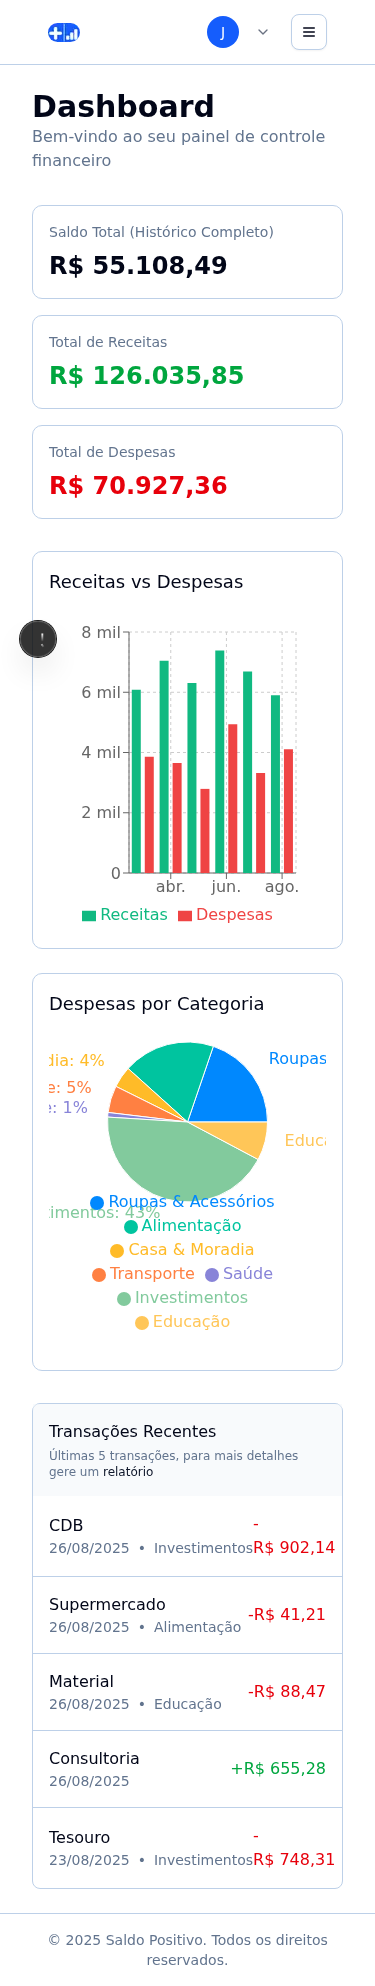 J
Dashboard
Bem-vindo ao seu painel de controle
financeiro
Saldo Total (Histórico Completo)
R$ 55.108,49
Total de Receitas
R$ 126.035,85
Total de Despesas
R$ 70.927,36
Receitas vs Despesas
8 mil
6 mil
4 mil
2 mil
0
abr. jun. ago.
Receitas Despesas
Despesas por Categoria
dia: 4%
Roupas
e: 5%
e: 1%
Educa
timentos: 43%
Roupas & Acessórios
Alimentação
Casa & Moradia
Transporte Saúde
Investimentos
Educação
Transações Recentes
Últimas 5 transações, para mais detalhes
gere um relatório
CDB
26/08/2025 • Investimentos
-
R$ 902,14
Supermercado
26/08/2025 • Alimentação
-R$ 41,21
Material
26/08/2025 • Educação
-R$ 88,47
Consultoria
26/08/2025
+R$ 655,28
Tesouro
23/08/2025 • Investimentos
-
R$ 748,31
© 2025 Saldo Positivo. Todos os direitos
reservados.